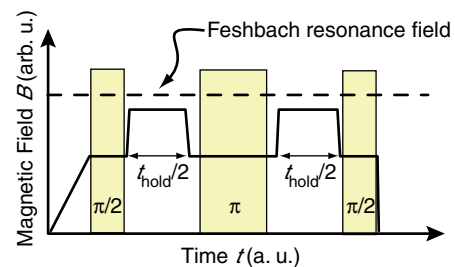 Feshbach resonance field
Magnetic Field B (arb. u.)
t_hold/2
t_hold/2
π/2
π
π/2
Time t (a. u.)